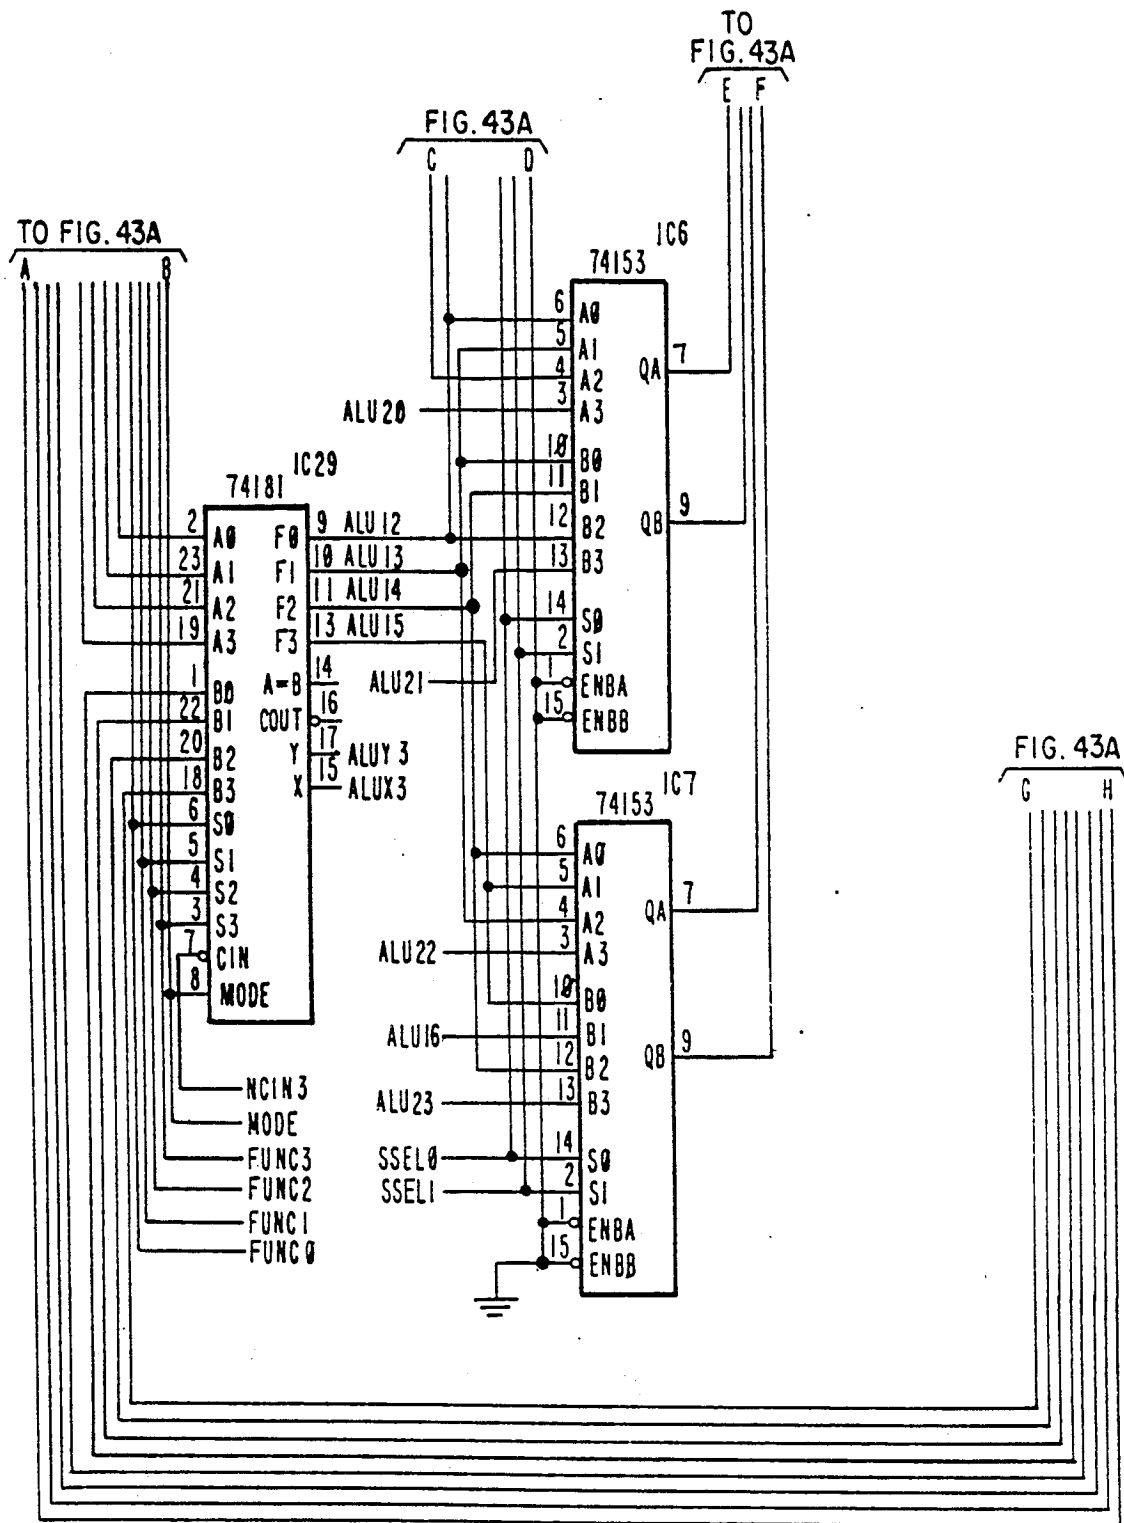 TO
FIG.43A
E F
FIG.43A
C D
TO FIG.43A
A B
IC6
74153
6 A0
5 A1
4 A2
3 A3
10 B0
11 B1
12 B2
13 B3
14 S0
2 S1
1 ENBA
15 ENBB
QA 7
QB 9
ALU20
ALU21
IC29
74181
2 A0
23 A1
21 A2
19 A3
1 B0
22 B1
20 B2
18 B3
6 S0
5 S1
4 S2
3 S3
7 CIN
8 MODE
F0 9 ALU12
F1 10 ALU13
F2 11 ALU14
F3 13 ALU15
A=B 14
COUT 16
Y 17 ALUY3
X 15 ALUX3
NCIN3
MODE
FUNC3
FUNC2
FUNC1
FUNC0
IC7
74153
6 A0
5 A1
4 A2
3 A3
10 B0
11 B1
12 B2
13 B3
14 S0
2 S1
1 ENBA
15 ENBB
QA 7
QB 9
ALU22
ALU16
ALU23
SSEL0
SSEL1
FIG. 43A
G H